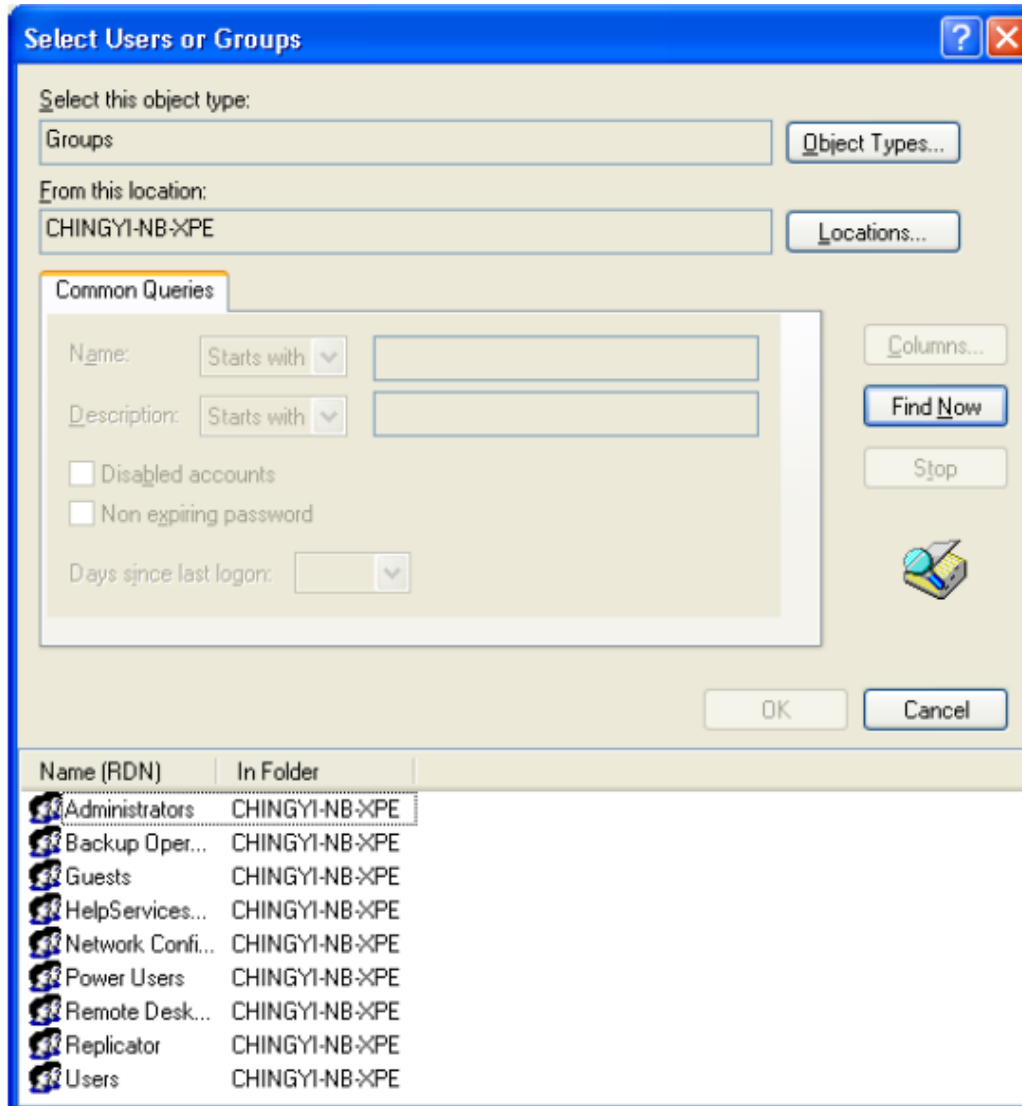 Select Users or Groups
Select this object type:
Groups
Object Types...
From this location:
CHINGYI-NB-XPE
Locations...
Common Queries
Name:
Starts with
Columns...
Description:
Starts with
Find Now
Disabled accounts
Stop
Non expiring password
Days since last logon:
OK
Cancel
Name (RDN) In Folder
Administrators CHINGYI-NB-XPE
Backup Oper... CHINGYI-NB-XPE
Guests CHINGYI-NB-XPE
HelpServices... CHINGYI-NB-XPE
Network Confi... CHINGYI-NB-XPE
Power Users CHINGYI-NB-XPE
Remote Desk... CHINGYI-NB-XPE
Replicator CHINGYI-NB-XPE
Users CHINGYI-NB-XPE